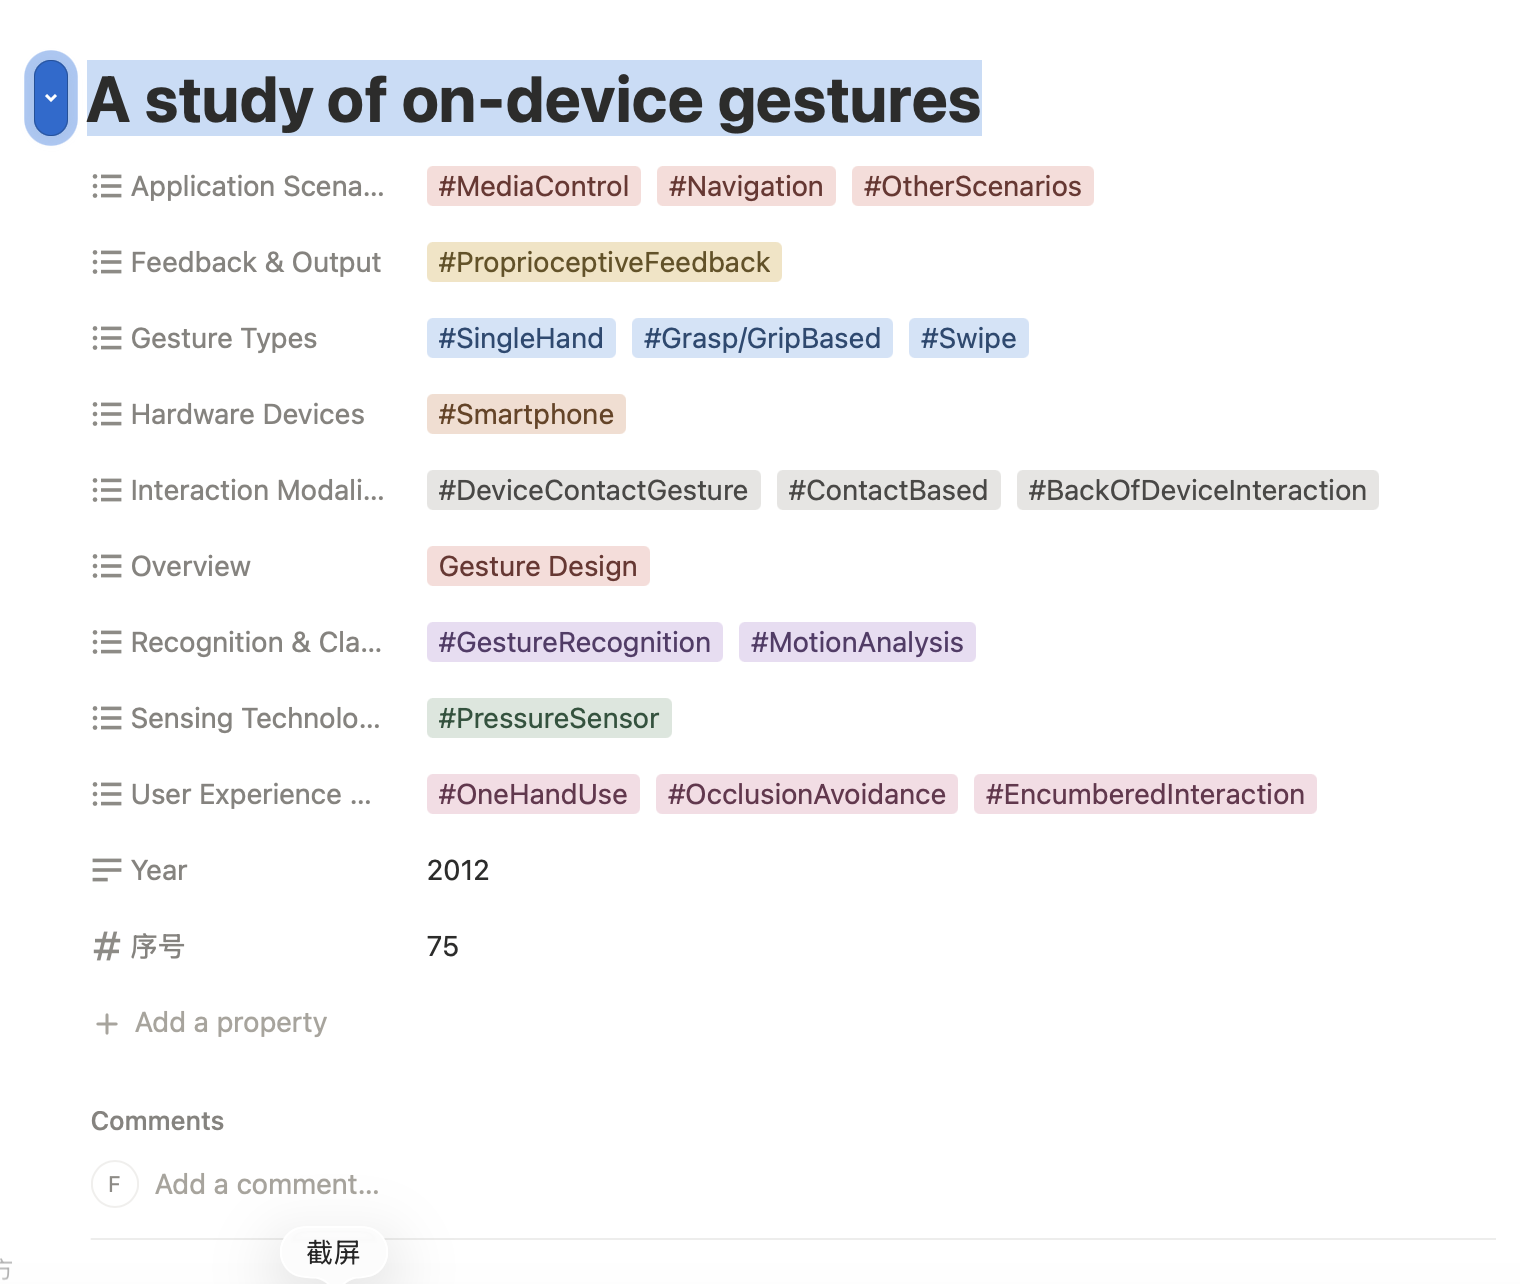 A study of on-device gestures
Application Scena... #MediaControl #Navigation #OtherScenarios
Feedback & Output #ProprioceptiveFeedback
Gesture Types #SingleHand #Grasp/GripBased #Swipe
Hardware Devices #Smartphone
Interaction Modali... #DeviceContactGesture #ContactBased #BackOfDeviceInteraction
Overview Gesture Design
Recognition & Cla... #GestureRecognition #MotionAnalysis
Sensing Technolo... #PressureSensor
User Experience ... #OneHandUse #OcclusionAvoidance #EncumberedInteraction
Year 2012
# 序号 75
+ Add a property
Comments
F Add a comment...
截屏